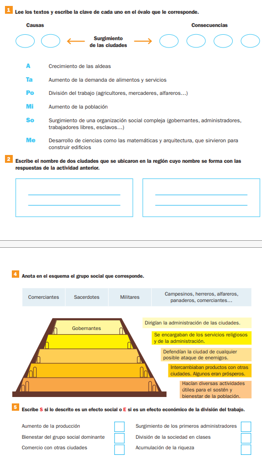 1 Lee los textos y escribe la clave de cada uno en el óvalo que le corresponde.
Causas
Consecuencias
Surgimiento
de las ciudades
A Crecimiento de las aldeas
Ta Aumento de la demanda de alimentos y servicios
Po División del trabajo (agricultores, mercaderes, alfareros…)
Mi Aumento de la población
So Surgimiento de una organización social compleja (gobernantes, administradores,
trabajadores libres, esclavos…)
Me Desarrollo de ciencias como las matemáticas y arquitectura, que sirvieron para
construir edificios
2 Escribe el nombre de dos ciudades que se ubicaron en la región cuyo nombre se forma con las
respuestas de la actividad anterior.
4 Anota en el esquema el grupo social que corresponde.
Comerciantes Sacerdotes Militares Campesinos, herreros, alfareros,
panaderos, comerciantes...
Gobernantes
Dirigían la administración de las ciudades.
Se encargaban de los servicios religiosos
y de la administración.
Defendían la ciudad de cualquier
posible ataque de enemigos.
Intercambiaban productos con otras
ciudades. Algunos eran prósperos.
Hacían diversas actividades
útiles para la sociedad y
bienestar de la población.
5 Escribe S si lo descrito es un efecto social o E si es un efecto económico de la división del trabajo.
Aumento de la producción
Bienestar del grupo social dominante
Comercio con otras ciudades
Surgimiento de los primeros administradores
División de la sociedad en clases
Acumulación de la riqueza